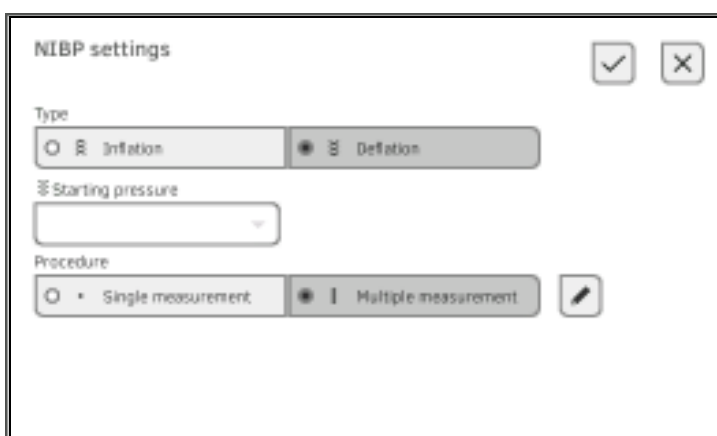 NIBP settings
Type
Inflation Deflation
Starting pressure
Procedure
Single measurement Multiple measurement